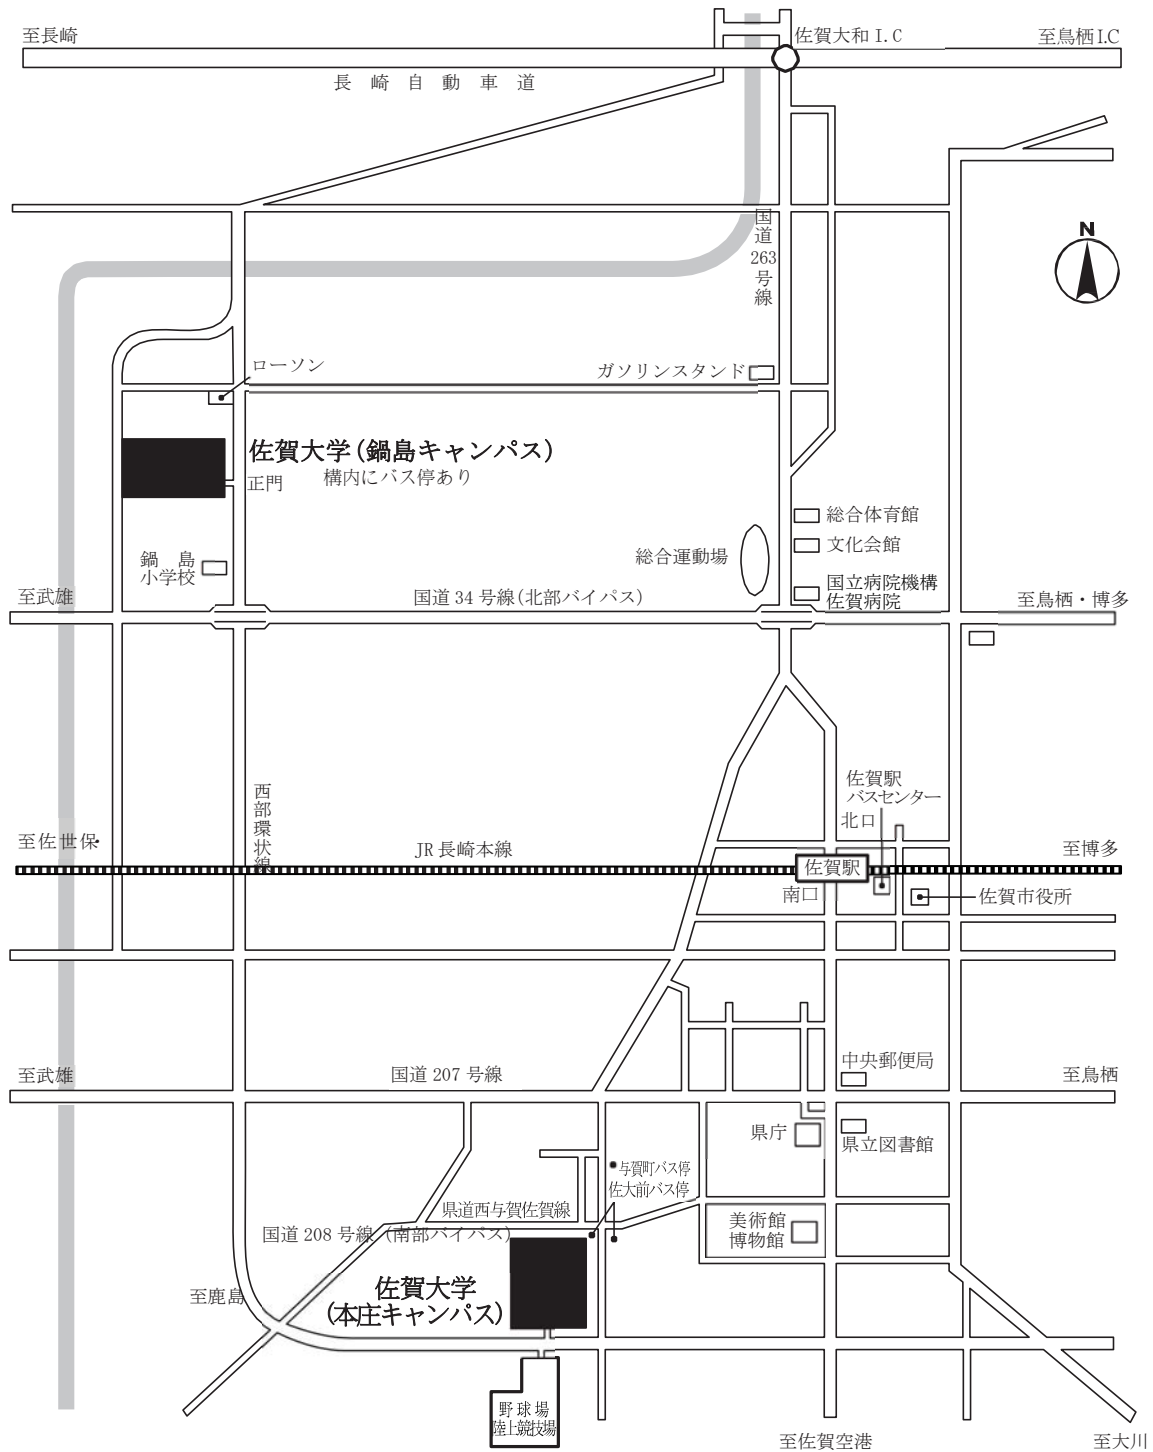 至長崎
佐賀大和 I.C
至鳥栖I.C
長崎自動車道
N
国道263号線
ローソン
ガソリンスタンド
佐賀大学(鍋島キャンパス)
正門
構内にバス停あり
総合体育館
文化会館
総合運動場
鍋島
小学校
国立病院機構
佐賀病院
至武雄
国道 34 号線(北部バイパス)
至鳥栖・博多
佐賀駅
バスセンター
北口
西部環状線
至佐世保
JR 長崎本線
佐賀駅
至博多
南口
佐賀市役所
中央郵便局
至武雄
国道 207 号線
至鳥栖
県庁
県立図書館
与賀町バス停
佐大前バス停
県道西与賀佐賀線
国道 208 号線 (南部バイパス)
美術館
博物館
至鹿島
佐賀大学
(本庄キャンパス)
野球場
陸上競技場
至佐賀空港
至大川